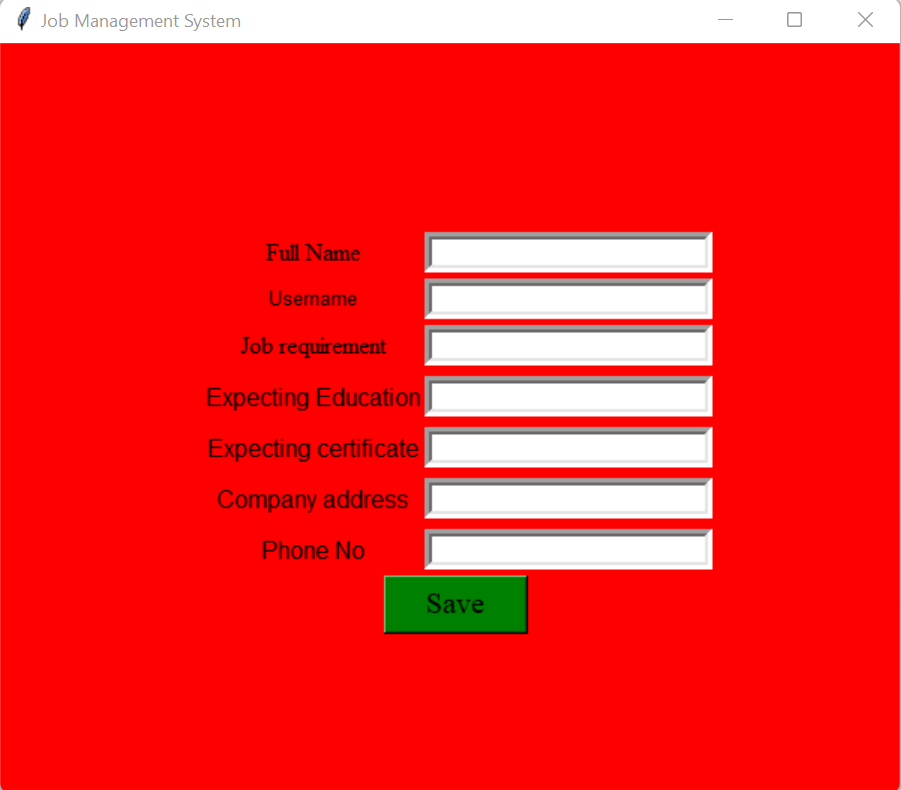 Job Management System
Full Name
Username
Job requirement
Expecting Education
Expecting certificate
Company address
Phone No
Save